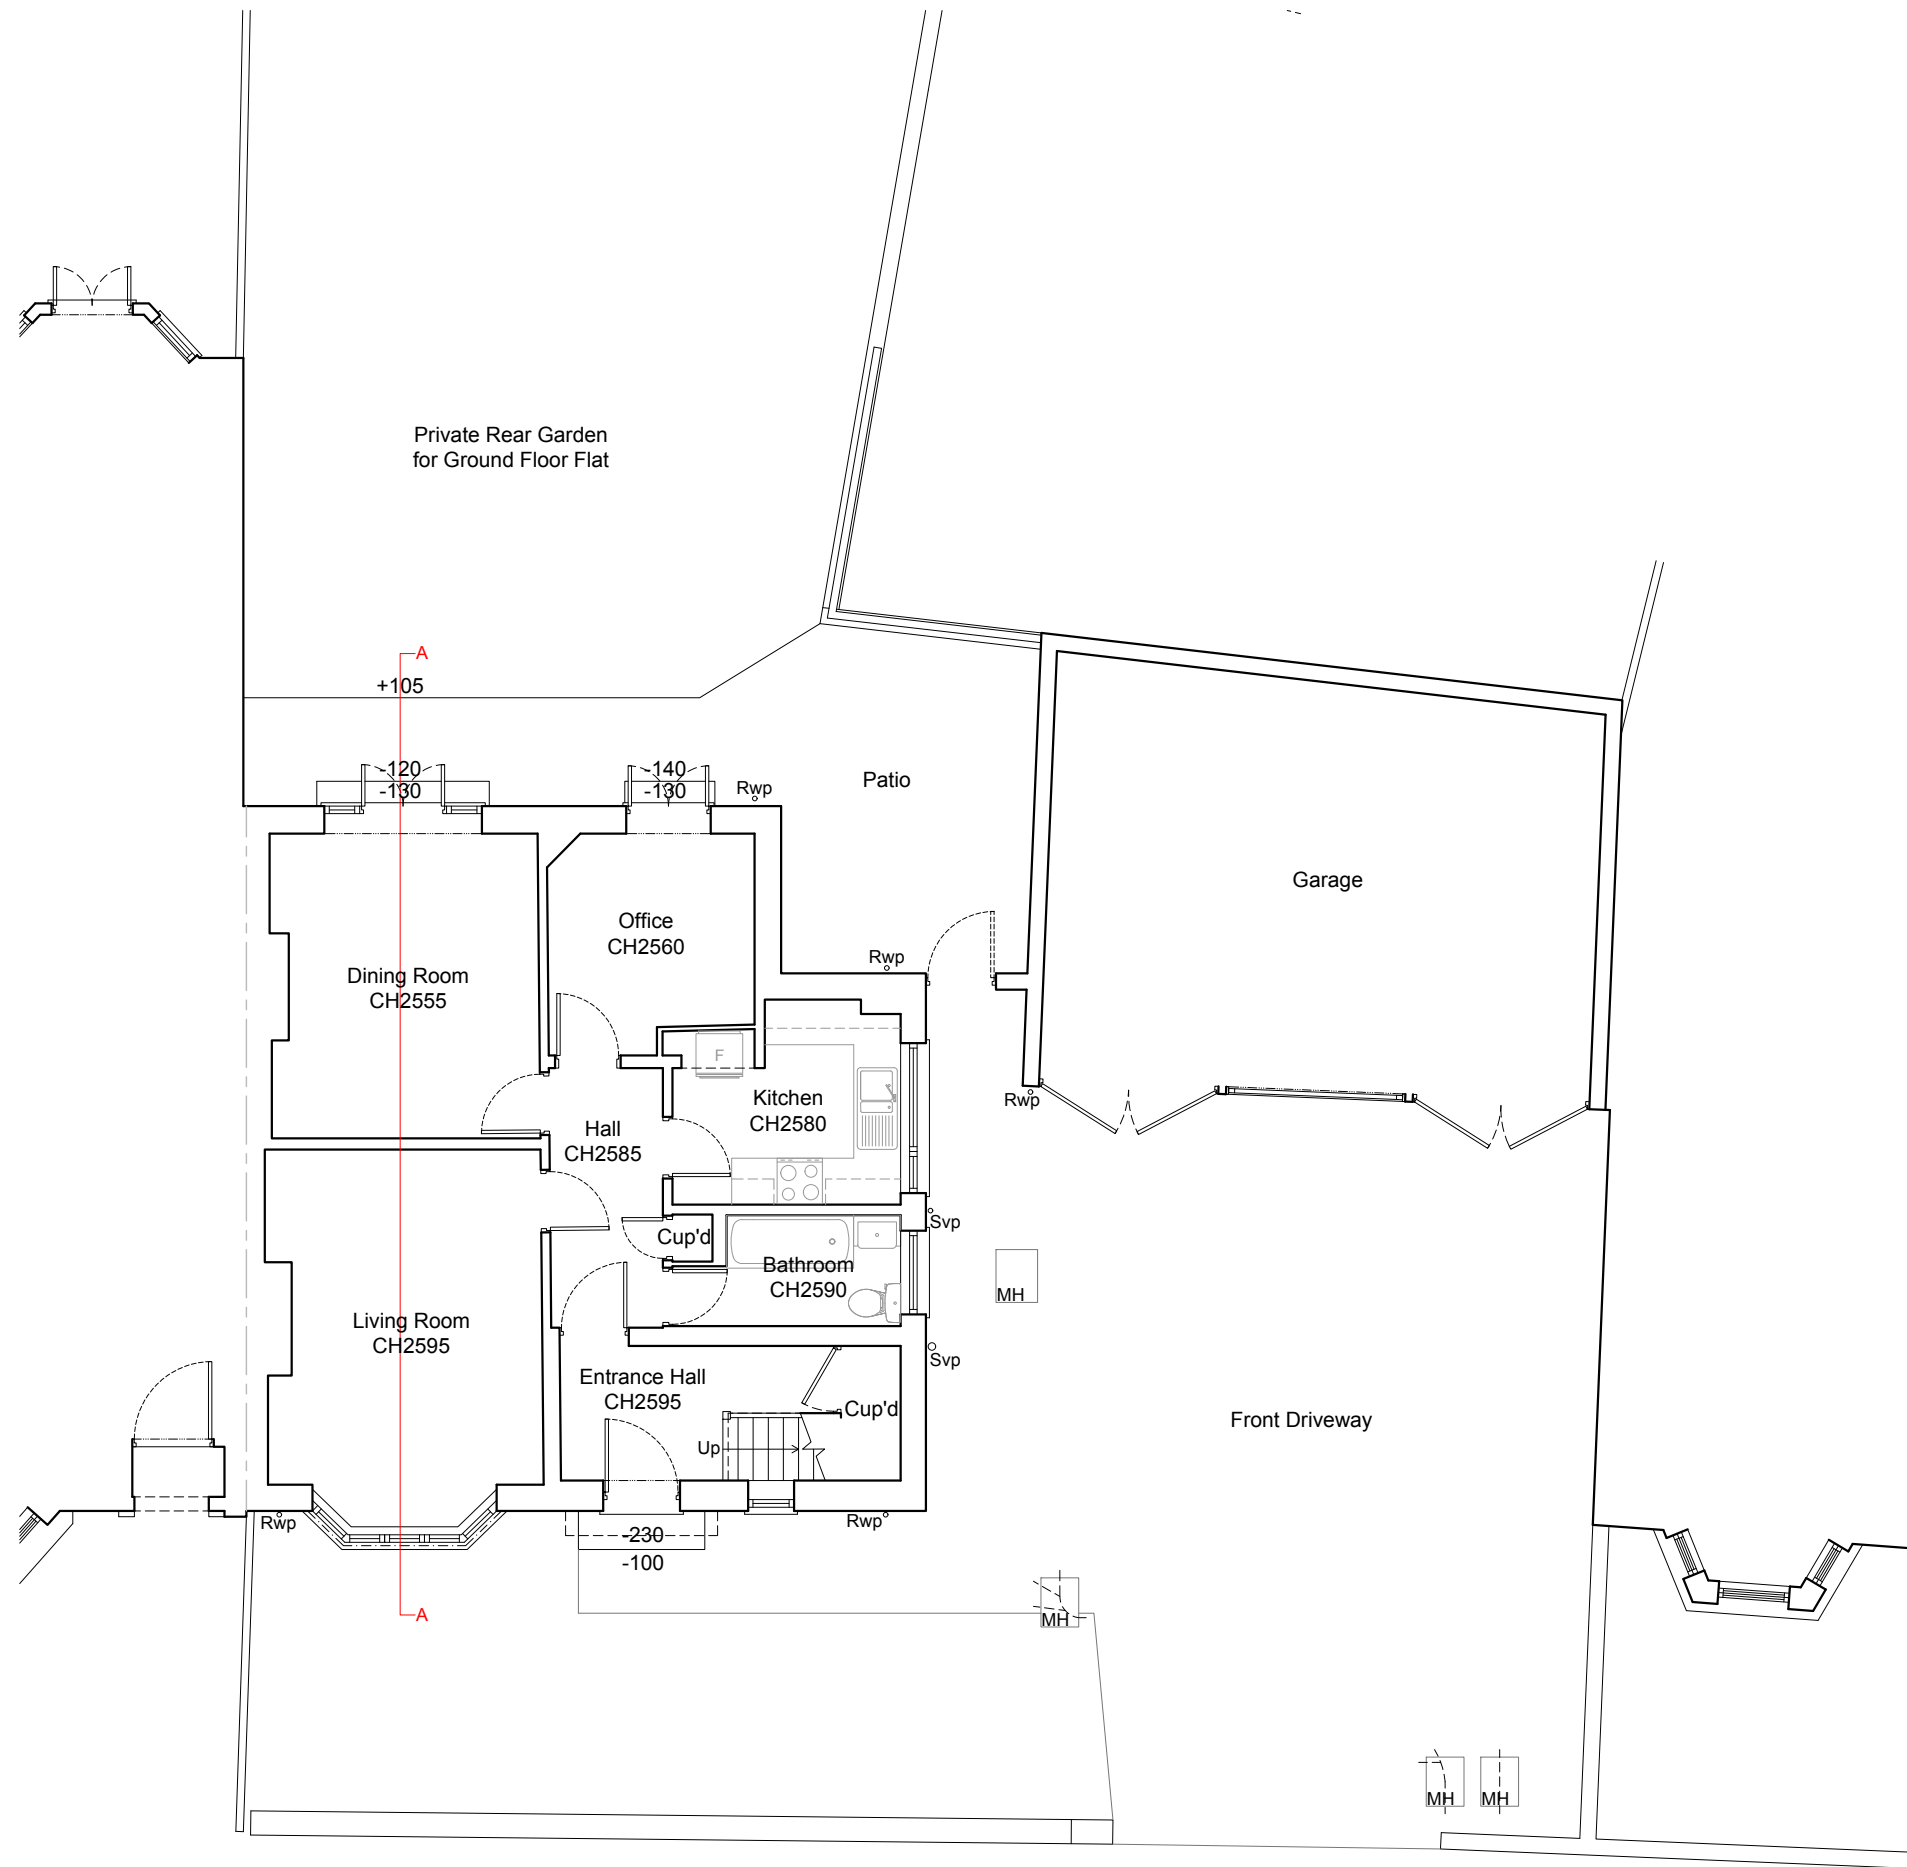 Private Rear Garden
for Ground Floor Flat
A
+105
-120
-130
-140
-130
Rwp
Patio
Garage
Office
CH2560
Rwp
Dining Room
CH2555
F
Kitchen
CH2580
Rwp
Hall
CH2585
Svp
Cup'd
Bathroom
CH2590
MH
Living Room
CH2595
Svp
Entrance Hall
CH2595
Cup'd
Front Driveway
Up
Rwp
Rwp
-230
-100
A
MH
MH
MH